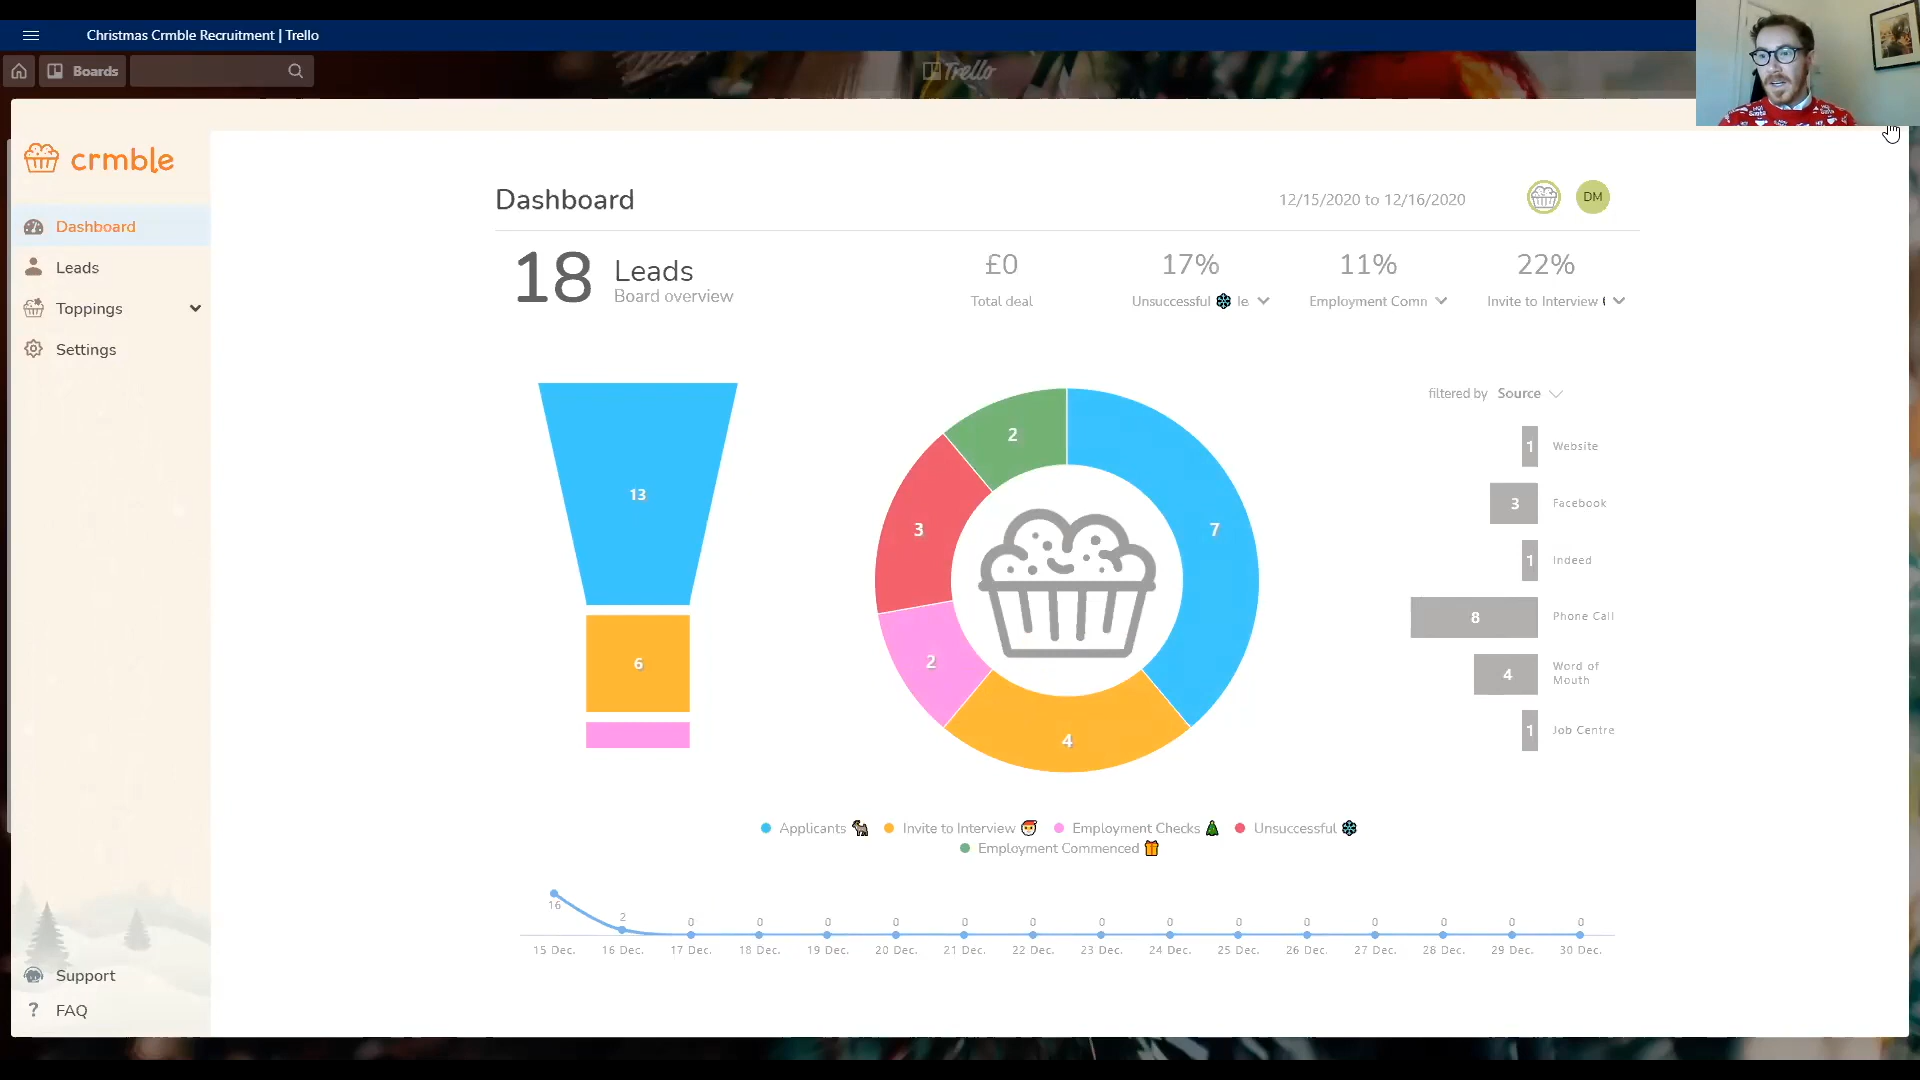 Christmas Crmble Recruitment | Trello
Boards
Trello
crmble
Dashboard
Leads
Toppings
Settings
Support
? FAQ
Dashboard
12/15/2020 to 12/16/2020
DM
18 Leads
Board overview
£0
Total deal
17%
Unsuccessful le
11%
Employment Comn
22%
Invite to Interview
13
6
7
4
2
3
2
filtered by Source
1 Website
3 Facebook
1 Indeed
8 Phone Call
4 Word of
Mouth
1 Job Centre
Applicants Invite to Interview Employment Checks Unsuccessful
Employment Commenced
16 2 0 0 0 0 0 0 0 0 0 0 0 0 0 0
15 Dec. 16 Dec. 17 Dec. 18 Dec. 19 Dec. 20 Dec. 21 Dec. 22 Dec. 23 Dec. 24 Dec. 25 Dec. 26 Dec. 27 Dec. 28 Dec. 29 Dec. 30 Dec.